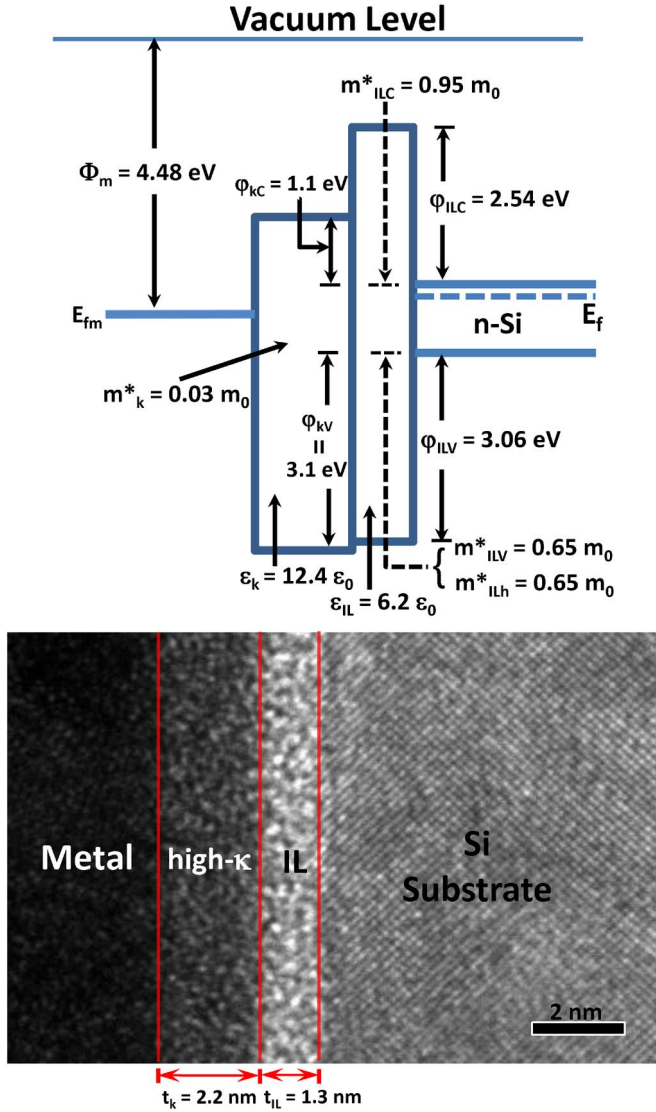 Vacuum Level
m*ILC = 0.95 m0
Φm = 4.48 eV
φkC = 1.1 eV
φILC = 2.54 eV
Efm
n-Si
Ef
m*k = 0.03 m0
φkV
=
3.1 eV
φILV = 3.06 eV
εk = 12.4 ε0
εIL = 6.2 ε0
{ m*ILV = 0.65 m0
m*ILh = 0.65 m0
Metal
high-κ
IL
Si
Substrate
2 nm
tk = 2.2 nm
tIL = 1.3 nm